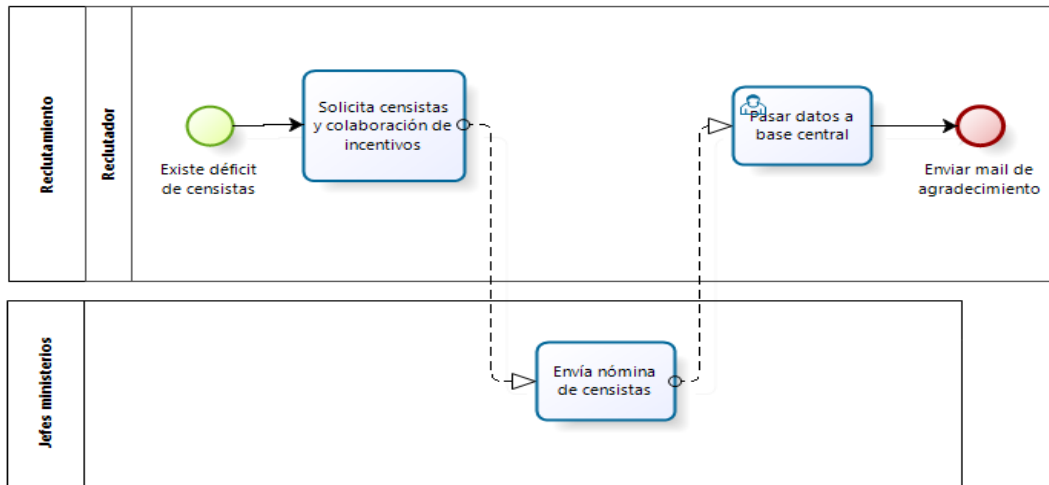 Reclutamiento
Reclutador
Existe déficit
de censistas
Solicita censistas
y colaboración de
incentivos
Pasar datos a
base central
Enviar mail de
agradecimiento
Jefes ministerios
Envía nómina
de censistas